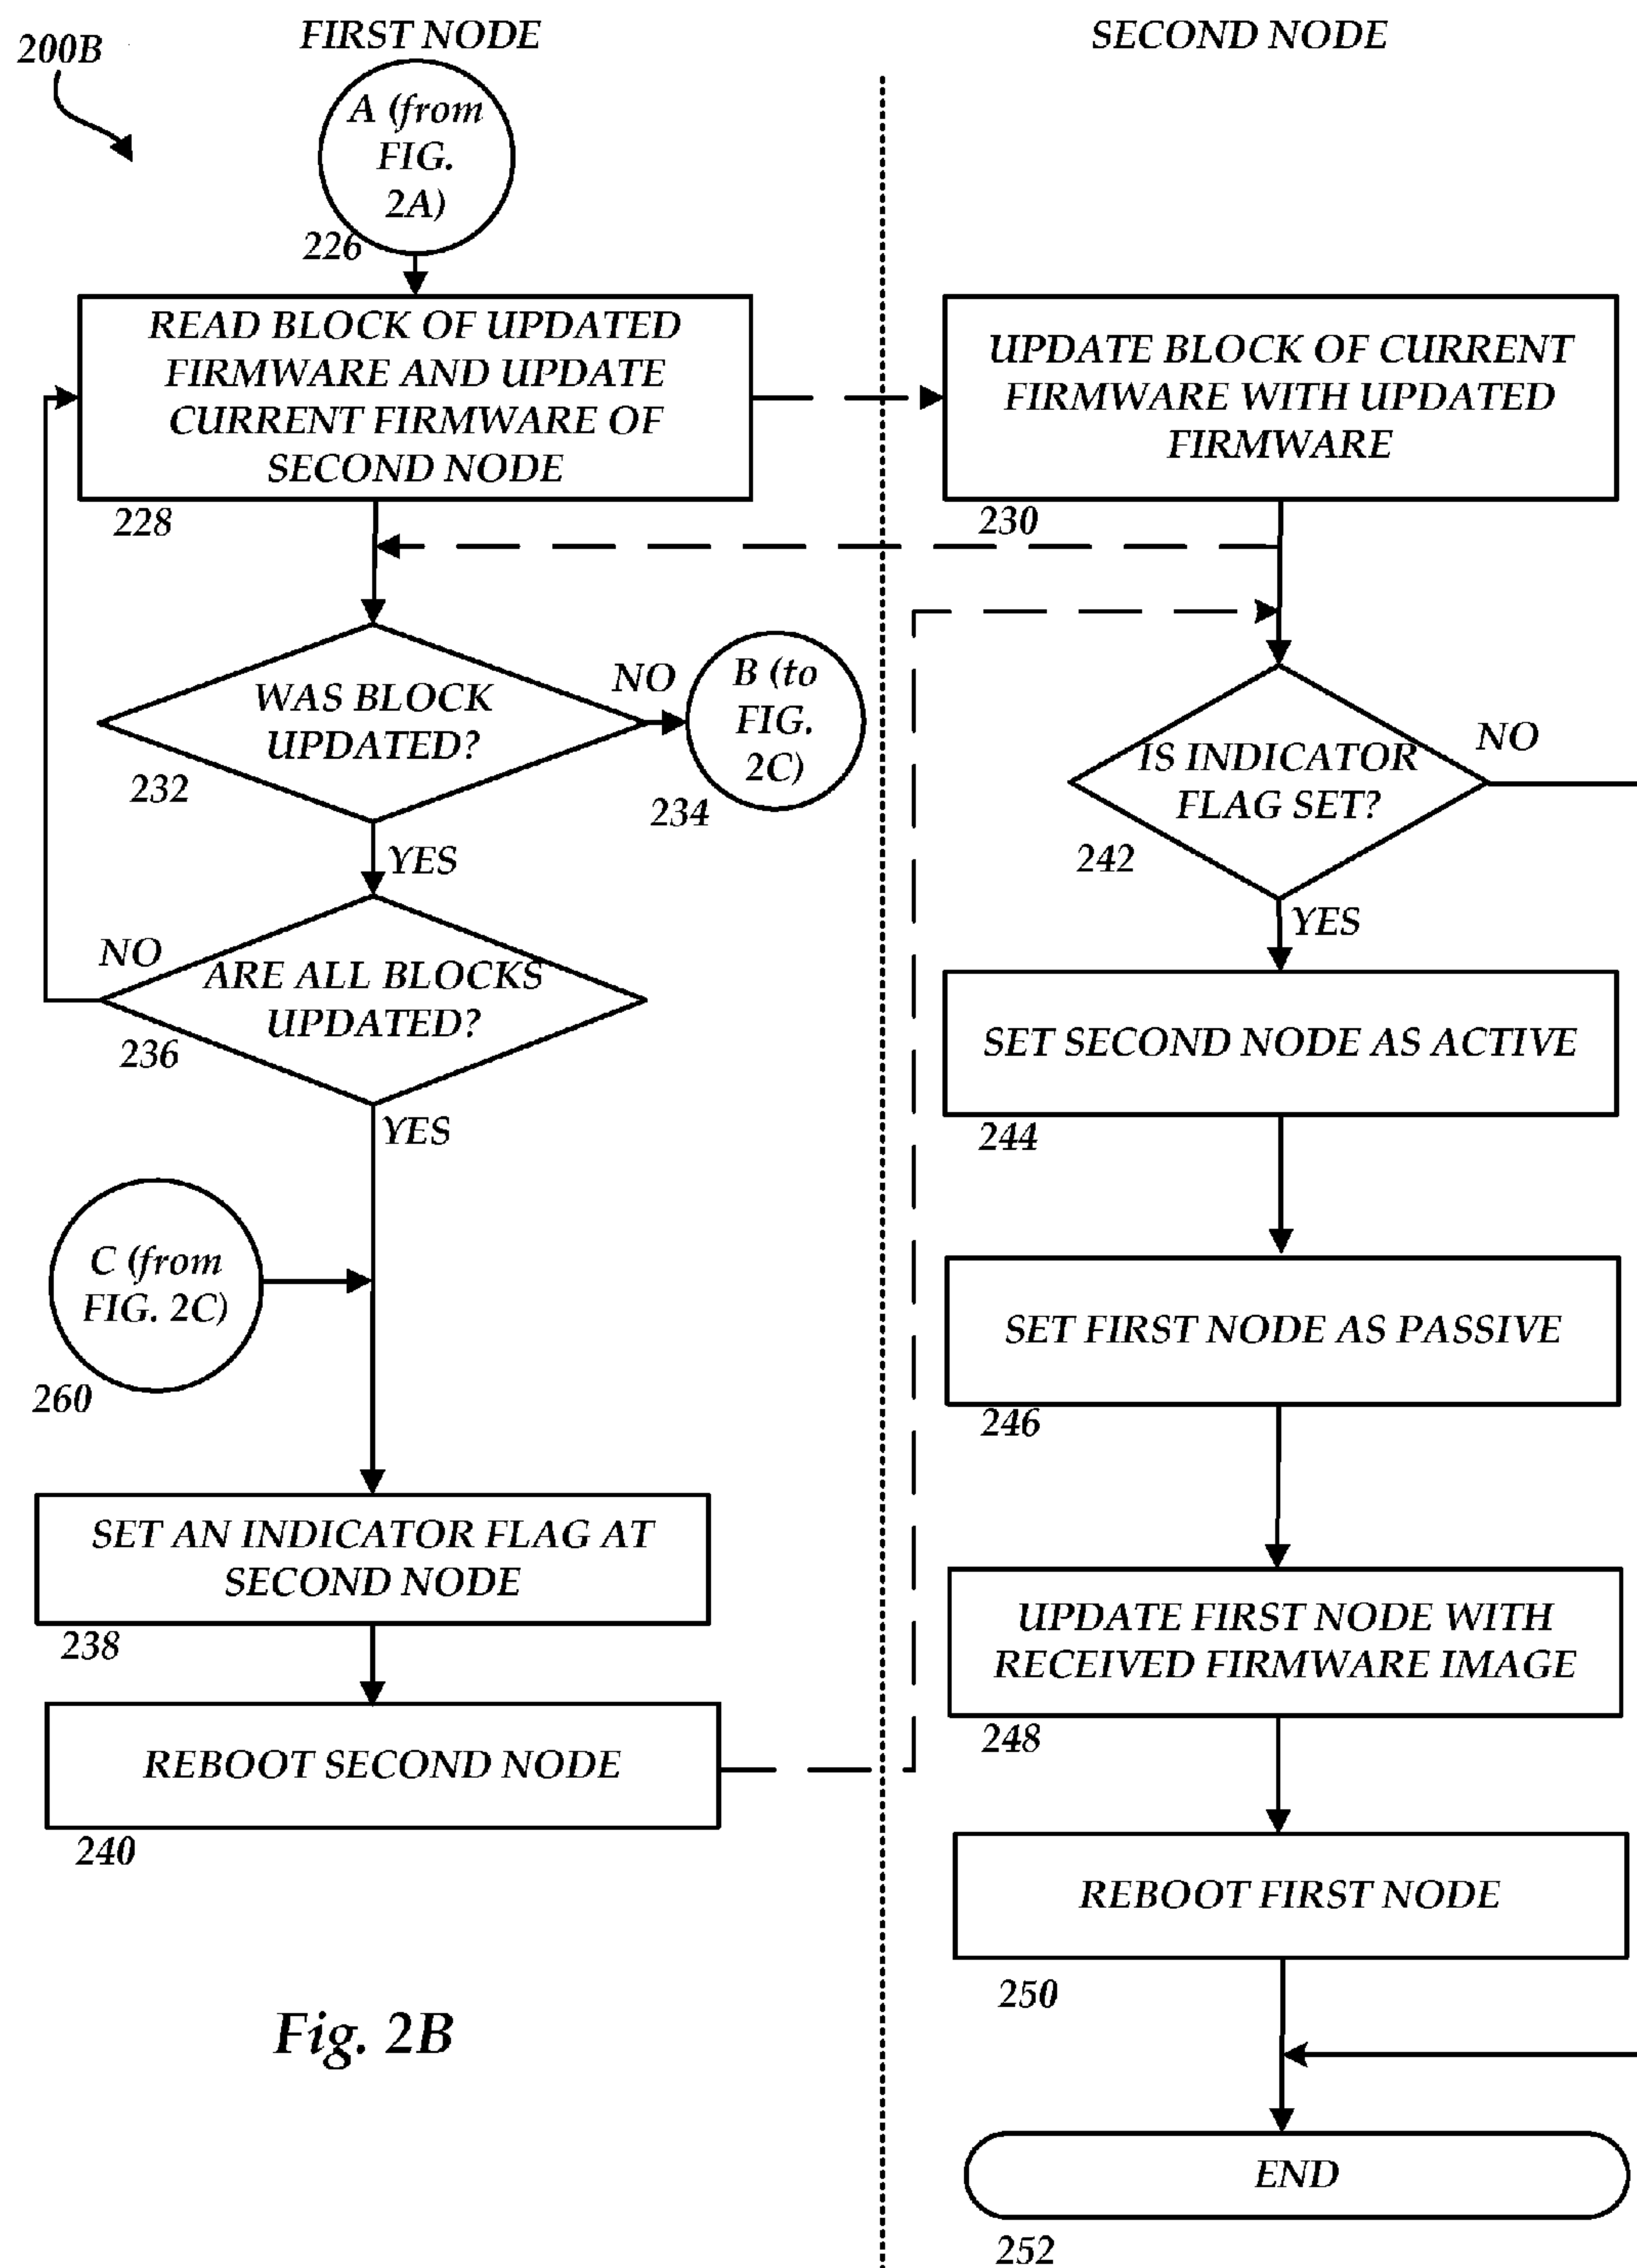 200B
FIRST NODE
SECOND NODE
A (from
FIG.
2A)
226
READ BLOCK OF UPDATED
FIRMWARE AND UPDATE
CURRENT FIRMWARE OF
SECOND NODE
228
UPDATE BLOCK OF CURRENT
FIRMWARE WITH UPDATED
FIRMWARE
230
WAS BLOCK
UPDATED?
232
NO
B (to
FIG.
2C)
234
YES
IS INDICATOR
FLAG SET?
242
NO
YES
ARE ALL BLOCKS
UPDATED?
NO
236
YES
SET SECOND NODE AS ACTIVE
244
C (from
FIG. 2C)
260
SET FIRST NODE AS PASSIVE
246
SET AN INDICATOR FLAG AT
SECOND NODE
238
UPDATE FIRST NODE WITH
RECEIVED FIRMWARE IMAGE
248
REBOOT SECOND NODE
240
REBOOT FIRST NODE
250
Fig. 2B
END
252